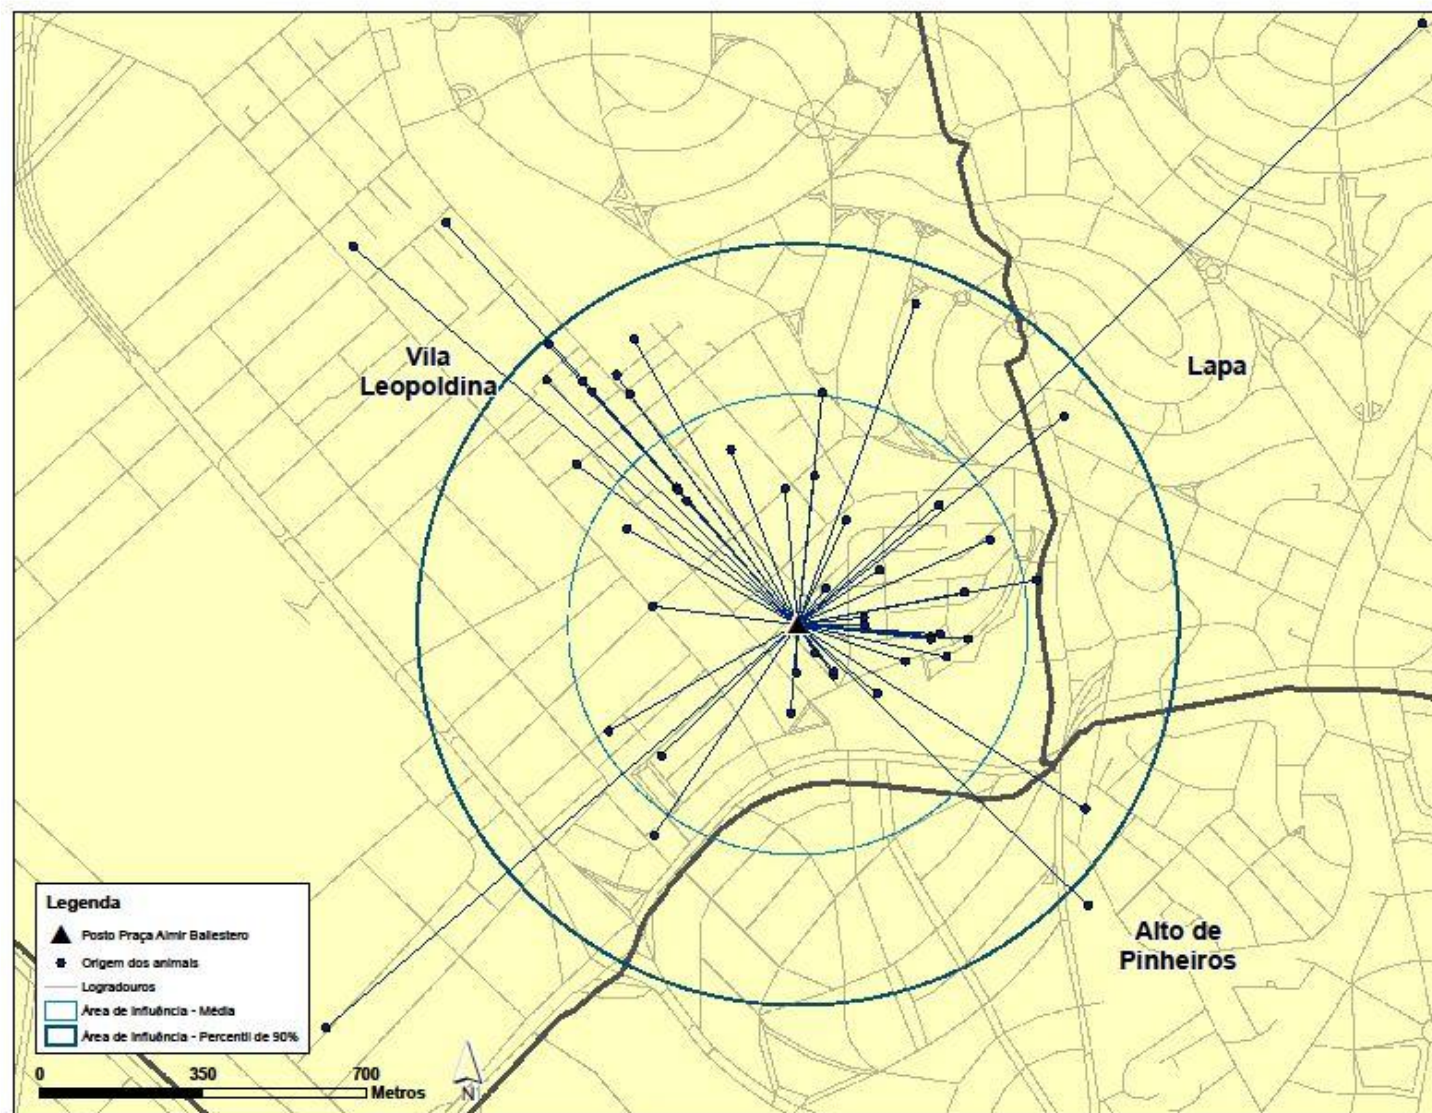 Vila
Leopoldina
Lapa
Alto de
Pinheiros
Legenda
Posto Praça Almir Ballestero
Origem dos animais
Logradouros
Área de Influência - Média
Área de Influência - Percentil de 90%
0 350 700
Metros
N